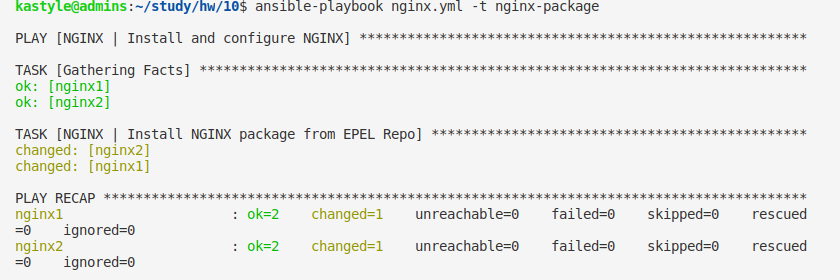 kastyle@admins:~/study/hw/10$ ansible-playbook nginx.yml -t nginx-package
PLAY [NGINX | Install and configure NGINX] ********************************************************
TASK [Gathering Facts] ****************************************************************************
ok: [nginx1]
ok: [nginx2]
TASK [NGINX | Install NGINX package from EPEL Repo] ***********************************************
changed: [nginx2]
changed: [nginx1]
PLAY RECAP ****************************************************************************************
nginx1                     : ok=2    changed=1    unreachable=0    failed=0    skipped=0    rescued
=0    ignored=0
nginx2                     : ok=2    changed=1    unreachable=0    failed=0    skipped=0    rescued
=0    ignored=0